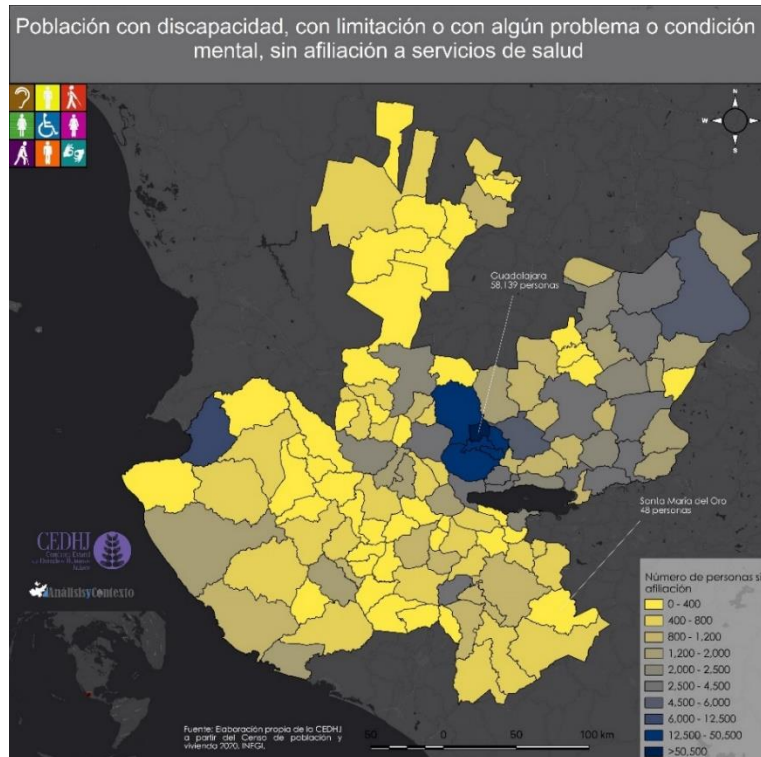 Población con discapacidad, con limitación o con algún problema o condición
mental, sin afiliación a servicios de salud
N
W
S
Guadalajara
58,139 personas
Santa María del Oro
48 personas
CEDHJ
AnálisisyContexto
Número de personas si
afiliación
0 - 400
400 - 800
800 - 1,200
1,200 - 2,000
2,000 - 2,500
2,500 - 4,500
4,500 - 6,000
6,000 - 12,500
12,500 - 50,500
>50,500
Fuente: Elaboración propia de la CEDHJ
a partir del Censo de población y
vivienda 2020, INEGI.
50
0
50
100 km